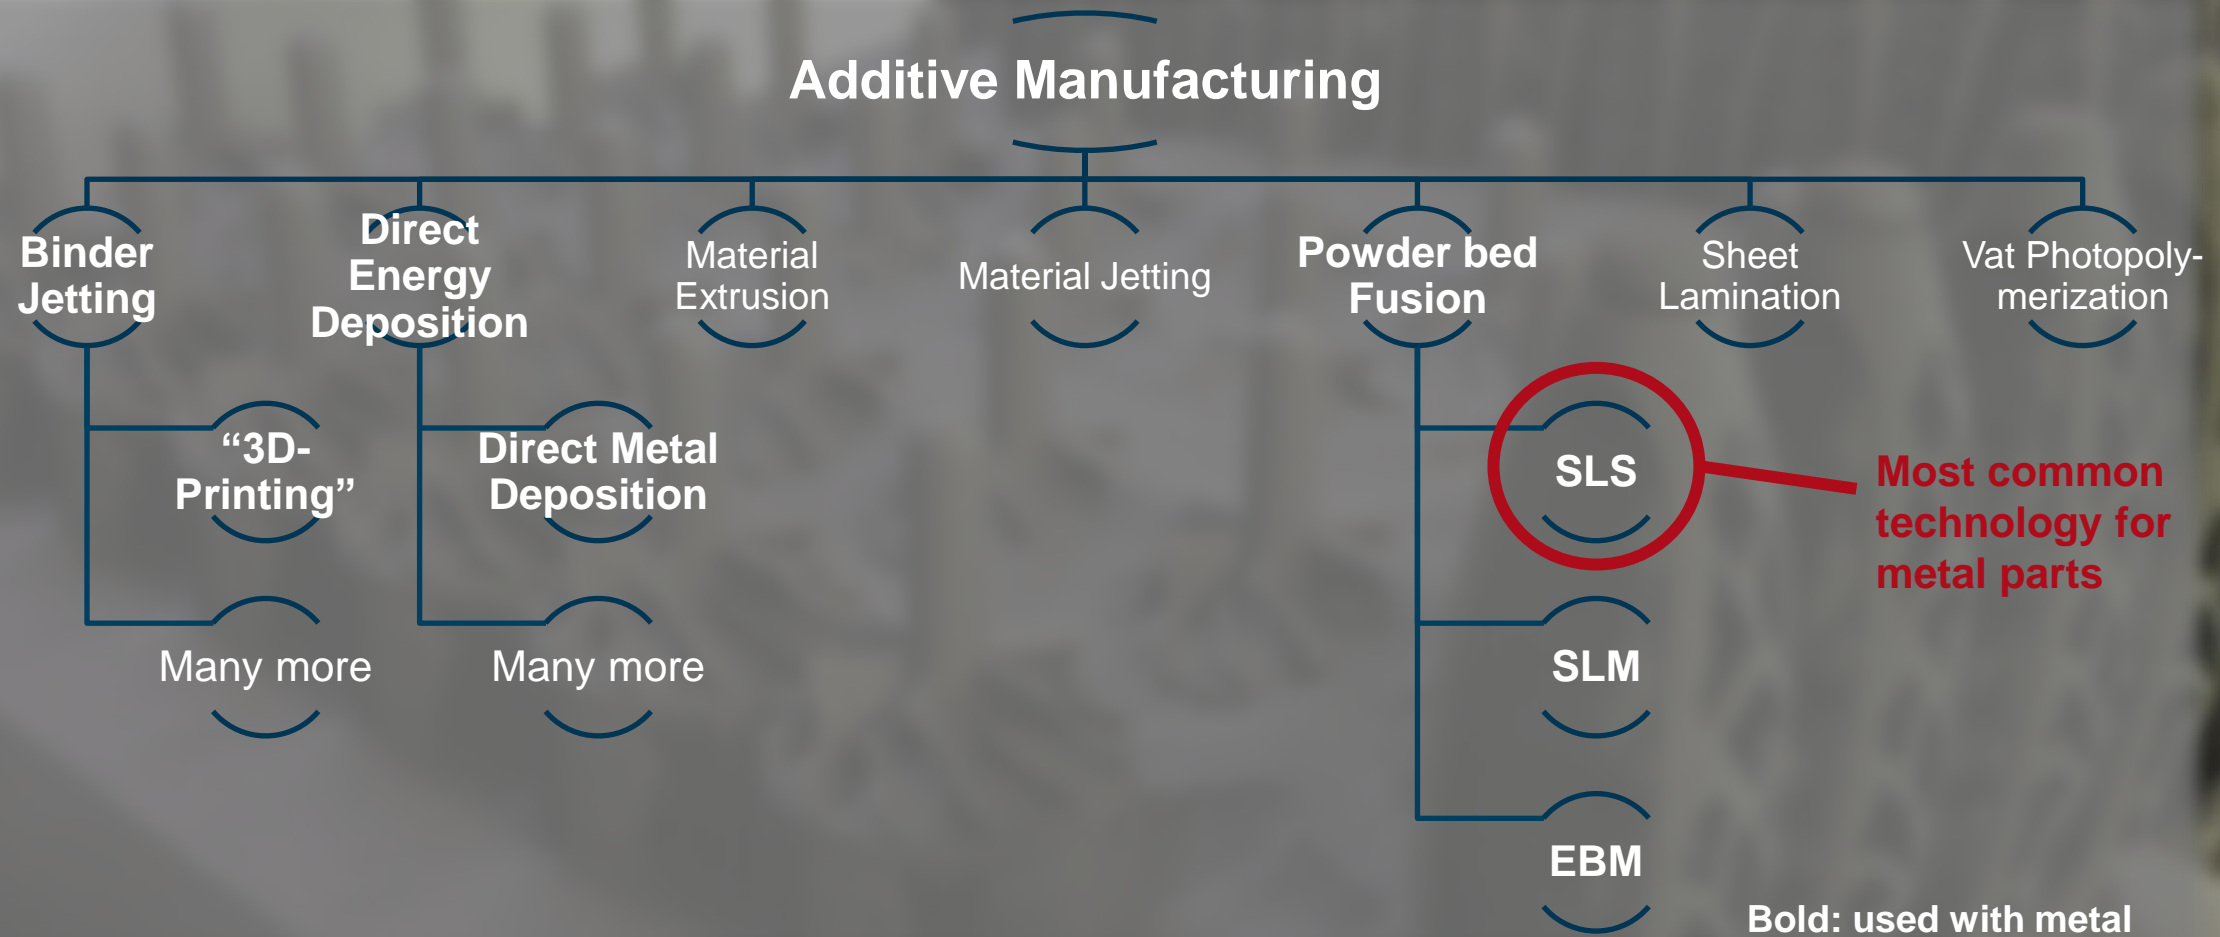 Additive Manufacturing
Binder
Jetting
Direct
Energy
Deposition
Material
Extrusion
Material Jetting
Powder bed
Fusion
Sheet
Lamination
Vat Photopoly-
merization
“3D-
Printing”
Direct Metal
Deposition
SLS
Most common
technology for
metal parts
Many more
Many more
SLM
EBM
Bold: used with metal